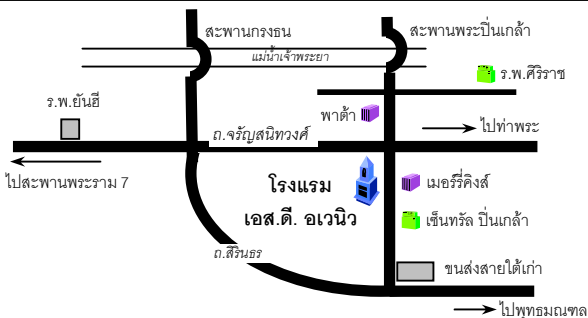 สะพานกรุงธน
สะพานพระปิ่นเกล้า
แม่น้ำเจ้าพระยา
ร.พ.ศิริราช
ร.พ.ยันฮี
พาต้า
ถ.จรัญสนิทวงศ์
ไปท่าพระ
ไปสะพานพระราม 7
โรงแรม
เอส.ดี. อเวนิว
เมอร์รี่คิงส์
เซ็นทรัล ปิ่นเกล้า
ถ.สิรินธร
ขนส่งสายใต้เก่า
ไปพุทธมณฑล